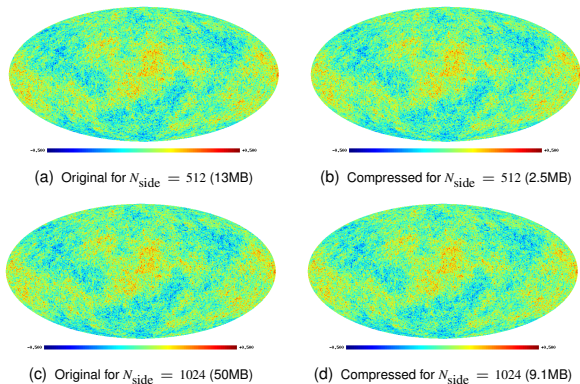 -0.500 +0.500
-0.500 +0.500
(a) Original for N_side = 512 (13MB)
(b) Compressed for N_side = 512 (2.5MB)
-0.500 +0.500
-0.500 +0.500
(c) Original for N_side = 1024 (50MB)
(d) Compressed for N_side = 1024 (9.1MB)